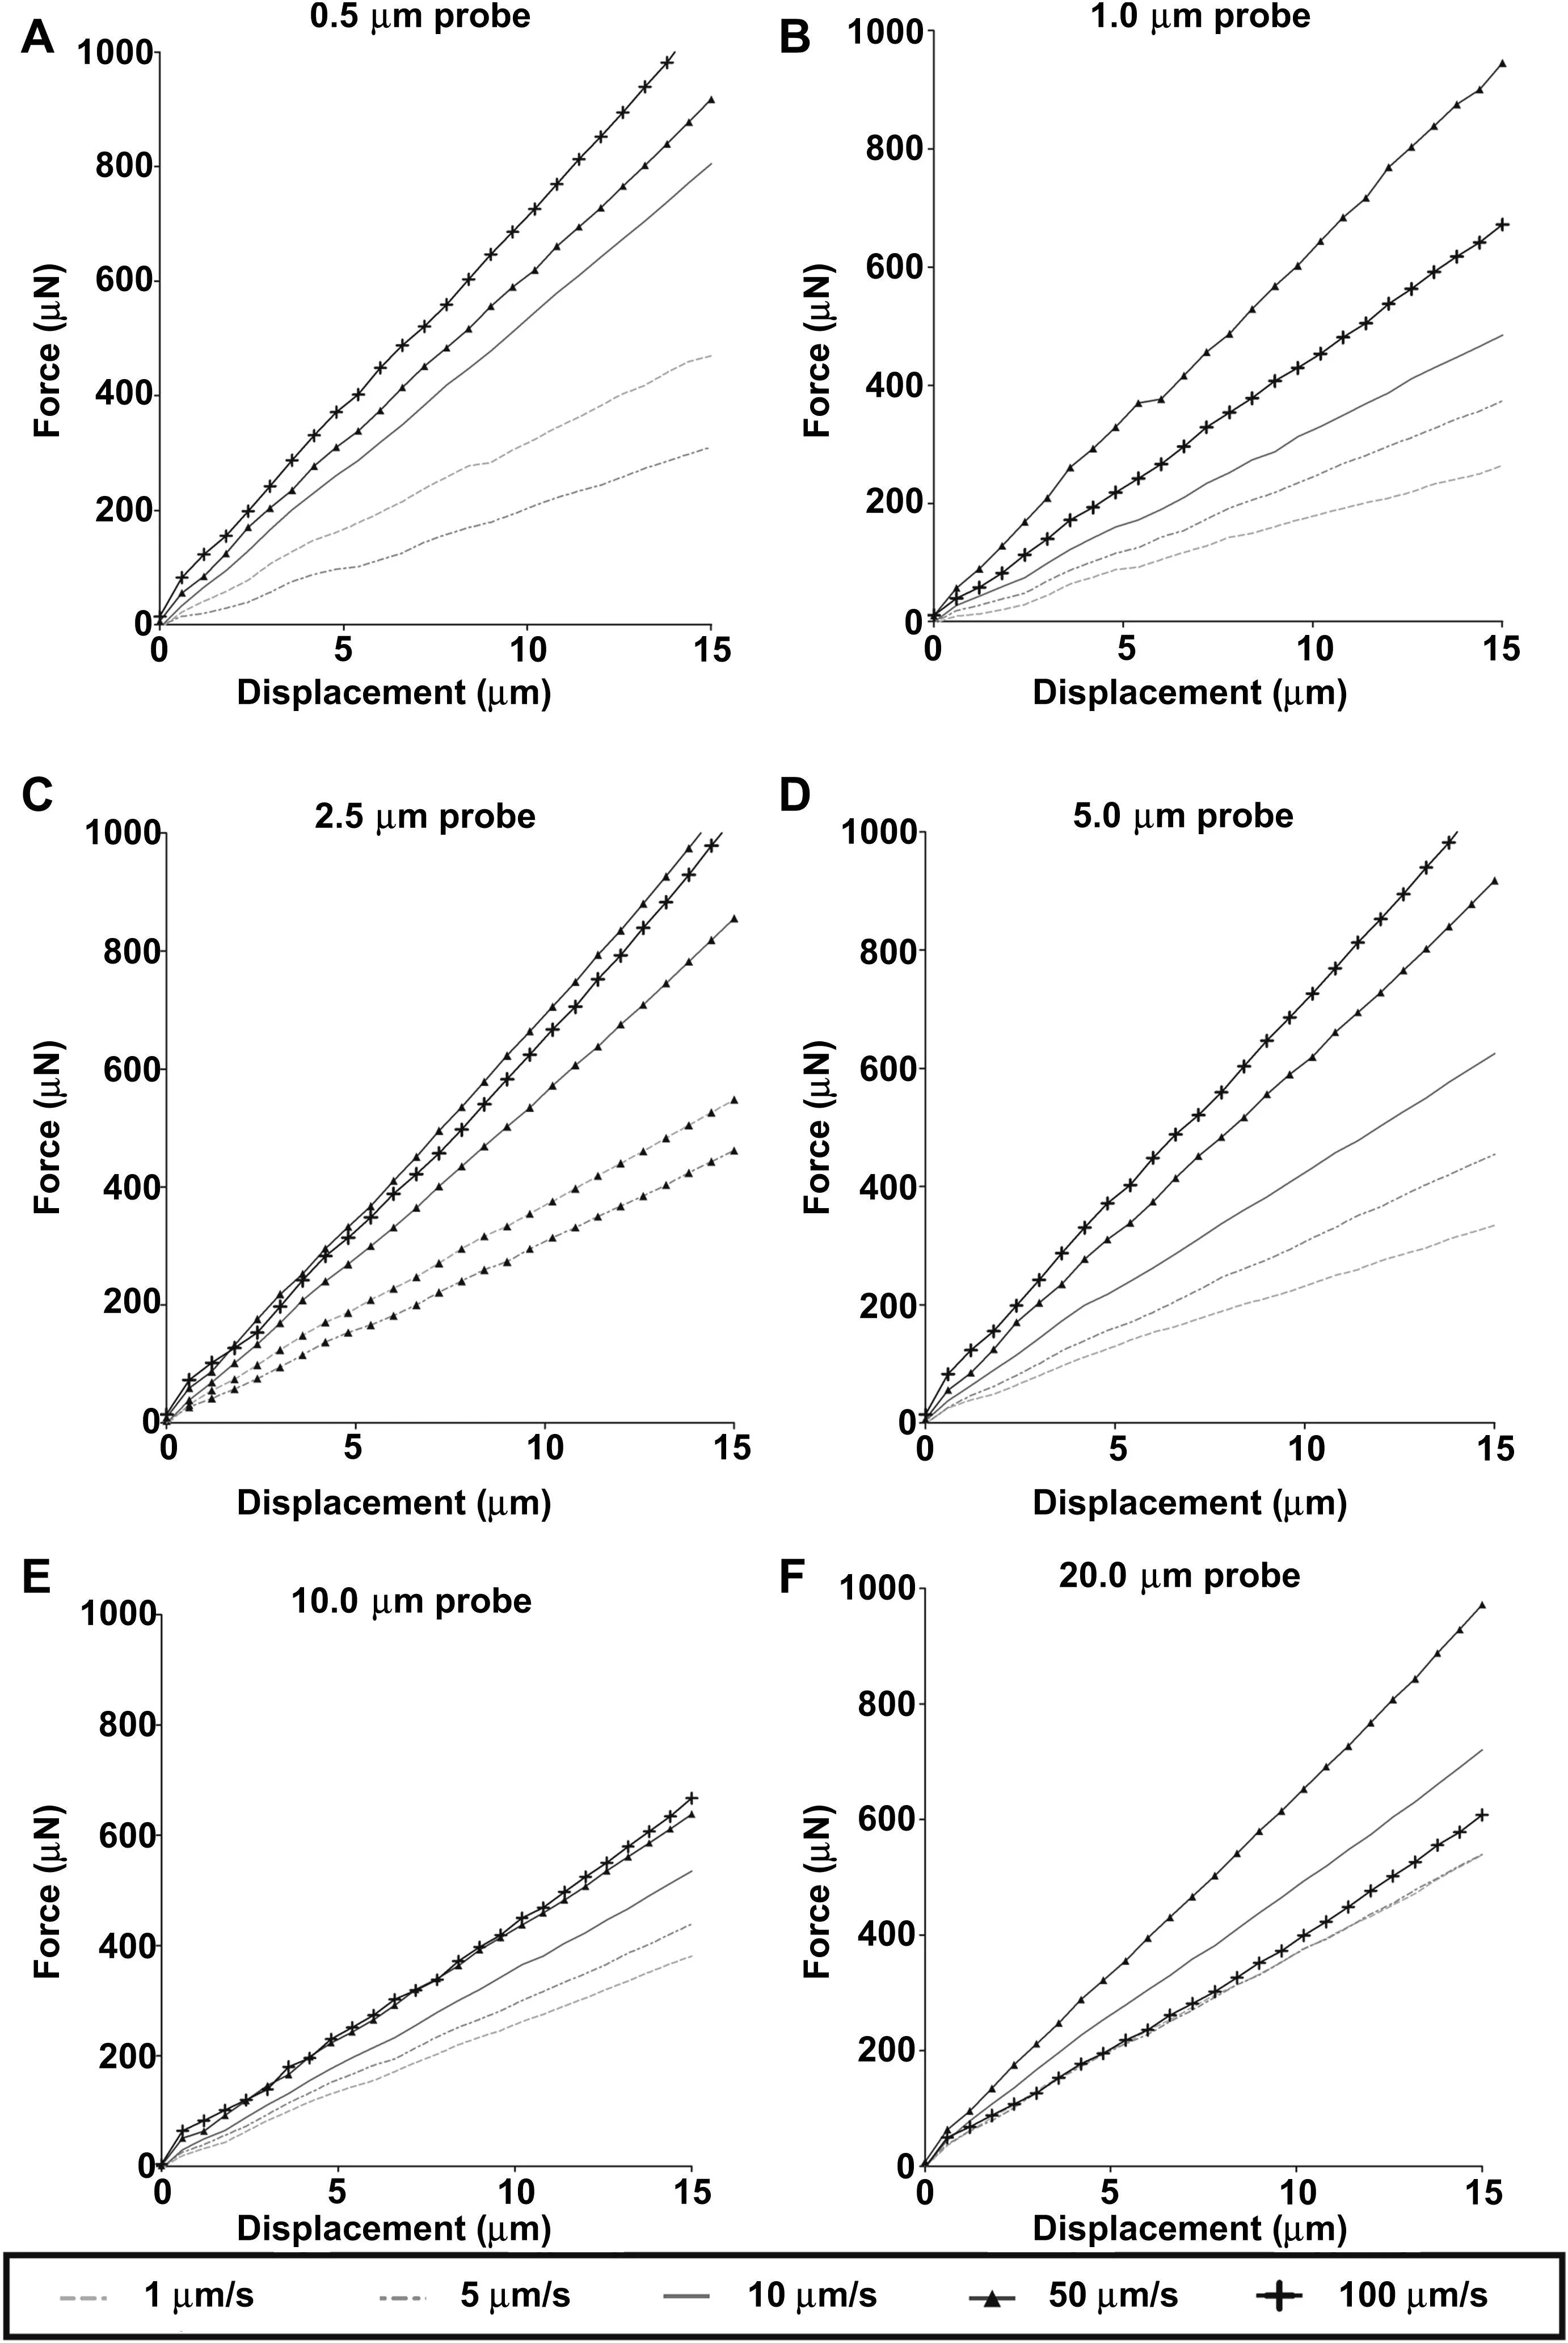 A
0.5 μm probe
1000
800
600
400
200
0
0 5 10 15
Force (μN)
Displacement (μm)
B
1.0 μm probe
1000
800
600
400
200
0
0 5 10 15
Force (μN)
Displacement (μm)
C
2.5 μm probe
1000
800
600
400
200
0
0 5 10 15
Force (μN)
Displacement (μm)
D
5.0 μm probe
1000
800
600
400
200
0
0 5 10 15
Force (μN)
Displacement (μm)
E
10.0 μm probe
1000
800
600
400
200
0
0 5 10 15
Force (μN)
Displacement (μm)
F
20.0 μm probe
1000
800
600
400
200
0
0 5 10 15
Force (μN)
Displacement (μm)
1 μm/s 5 μm/s 10 μm/s 50 μm/s 100 μm/s